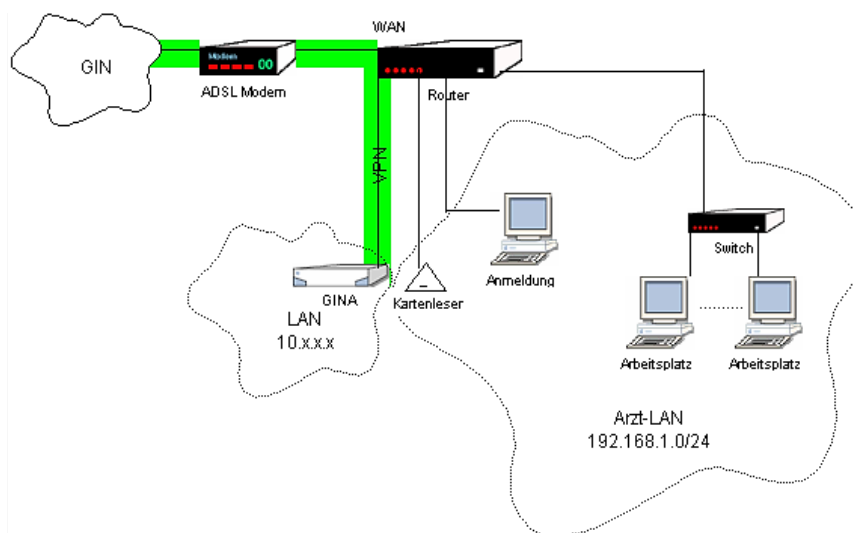 WAN
GIN
Modem
00
ADSL Modem
Router
VPN
GINA
Kartenleser
Anmeldung
Switch
LAN
10.x.x.x
Arbeitsplatz
Arbeitsplatz
Arzt-LAN
192.168.1.0/24